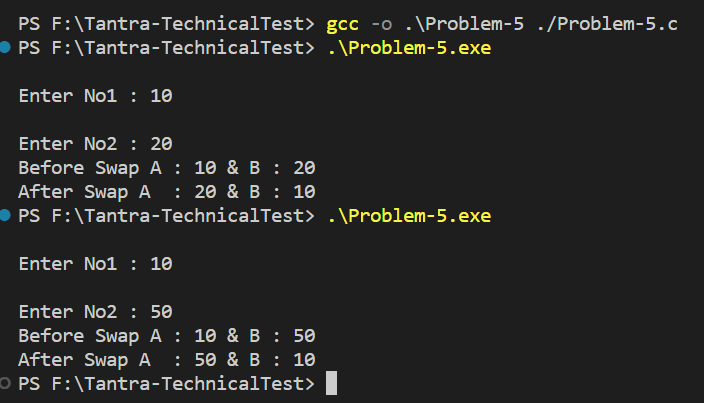 PS F:\Tantra-TechnicalTest> gcc -o .\Problem-5 ./Problem-5.c
PS F:\Tantra-TechnicalTest> .\Problem-5.exe
Enter No1 : 10
Enter No2 : 20
Before Swap A : 10 & B : 20
After Swap A  : 20 & B : 10
PS F:\Tantra-TechnicalTest> .\Problem-5.exe
Enter No1 : 10
Enter No2 : 50
Before Swap A : 10 & B : 50
After Swap A  : 50 & B : 10
PS F:\Tantra-TechnicalTest>